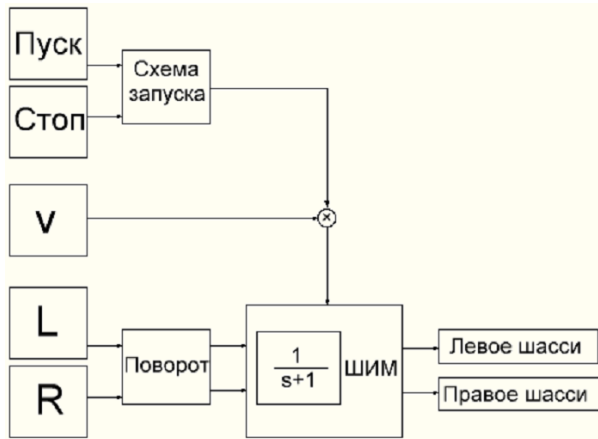 Пуск
Схема
запуска
Стоп
v
×
L
Поворот
R
1
s+1
ШИМ
Левое шасси
Правое шасси